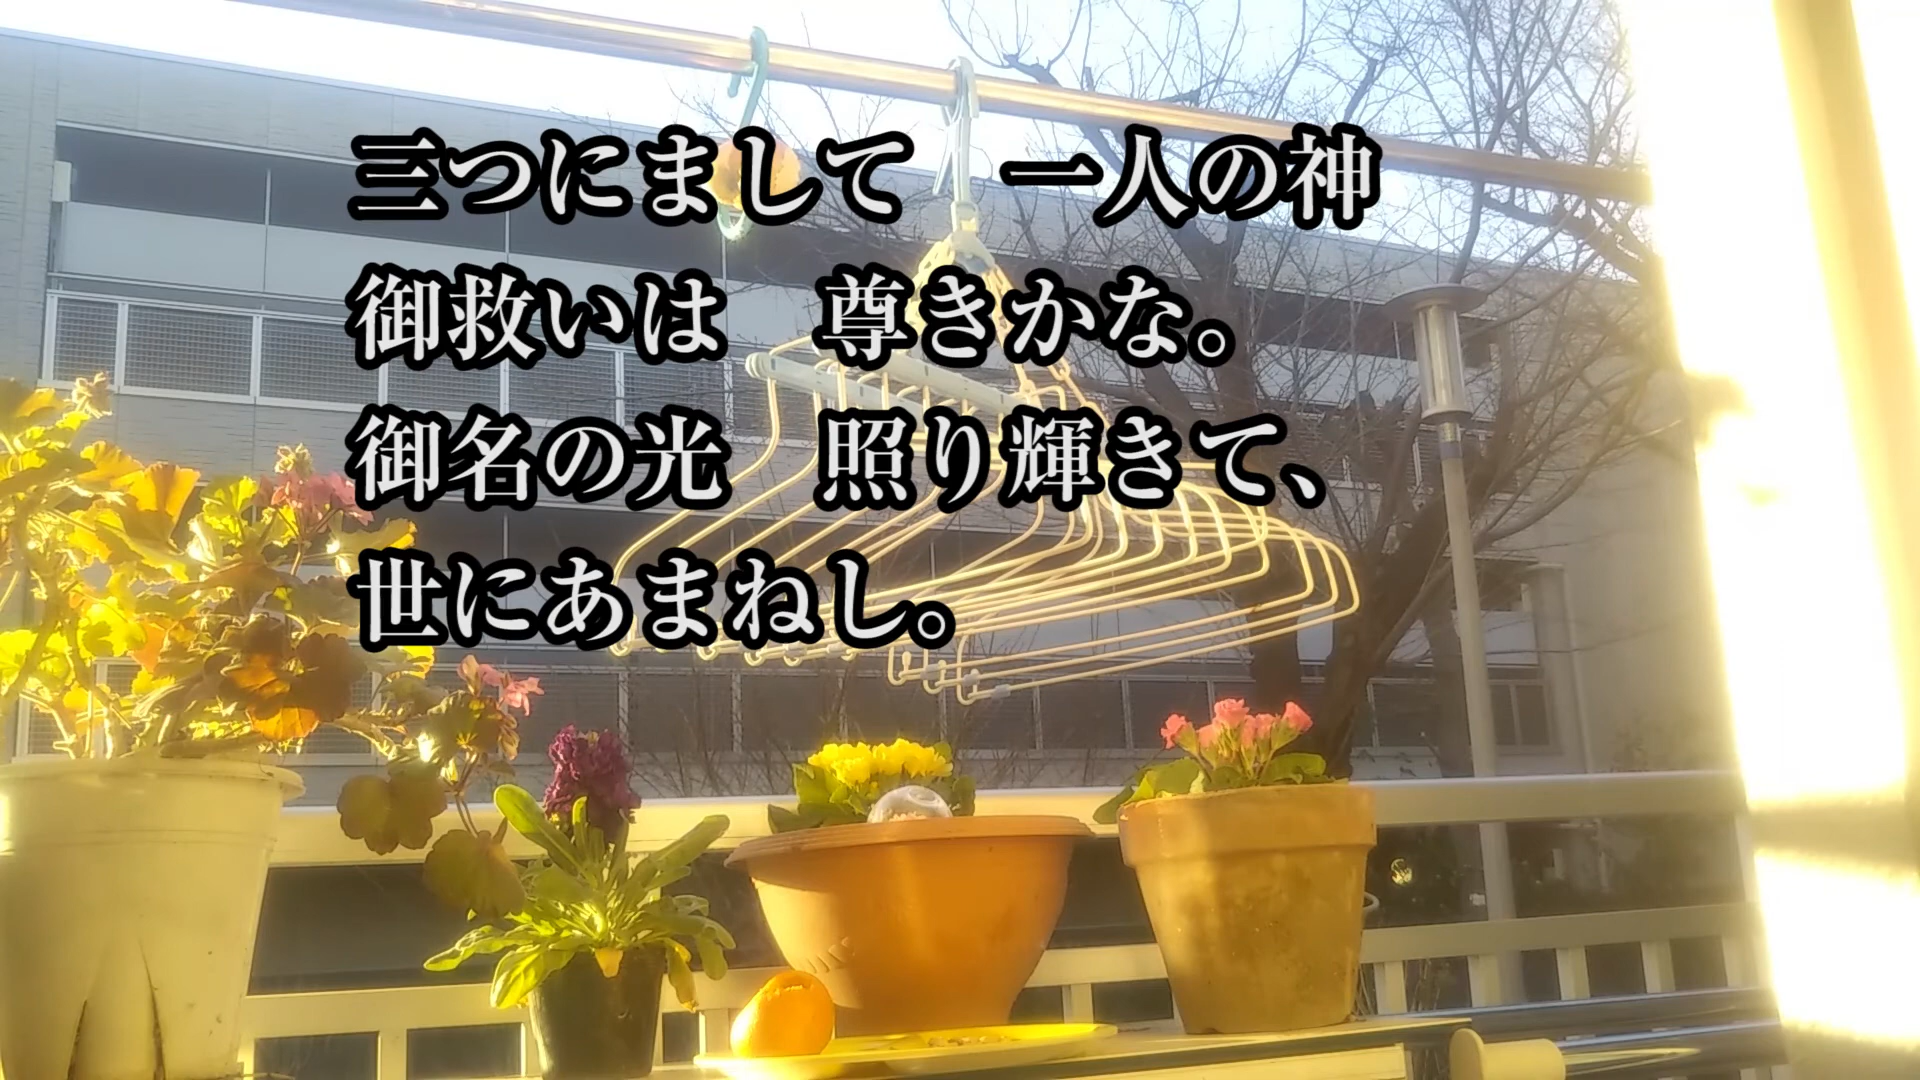 三つにまして　一人の神
御救いは　尊きかな。
御名の光　照り輝きて、
世にあまねし。